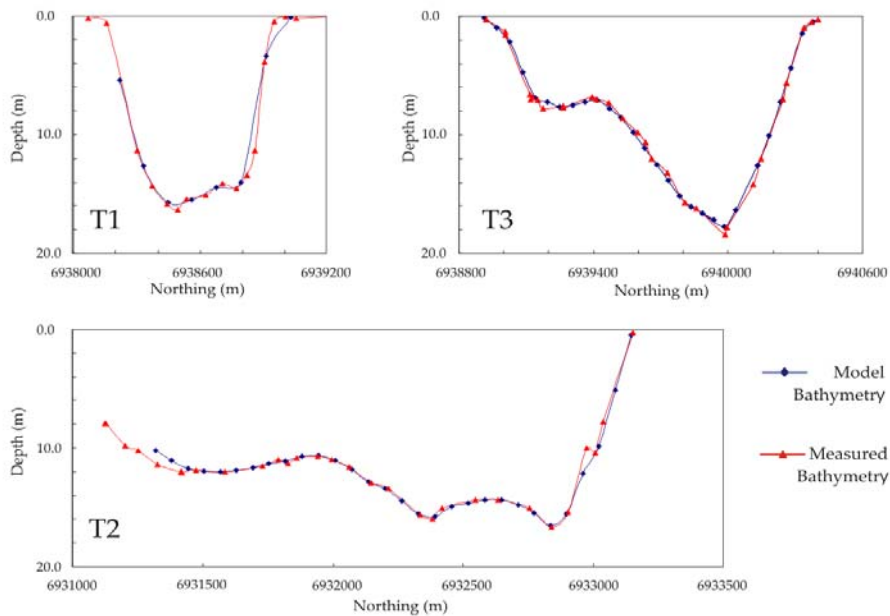 0.0
10.0
20.0
Depth (m)
T1
6938000 6938600 6939200
Northing (m)
0.0
10.0
20.0
Depth (m)
T3
6938800 6939400 6940000 6940600
Northing (m)
0.0
10.0
20.0
Depth (m)
T2
6931000 6931500 6932000 6932500 6933000 6933500
Northing (m)
Model
Bathymetry
Measured
Bathymetry